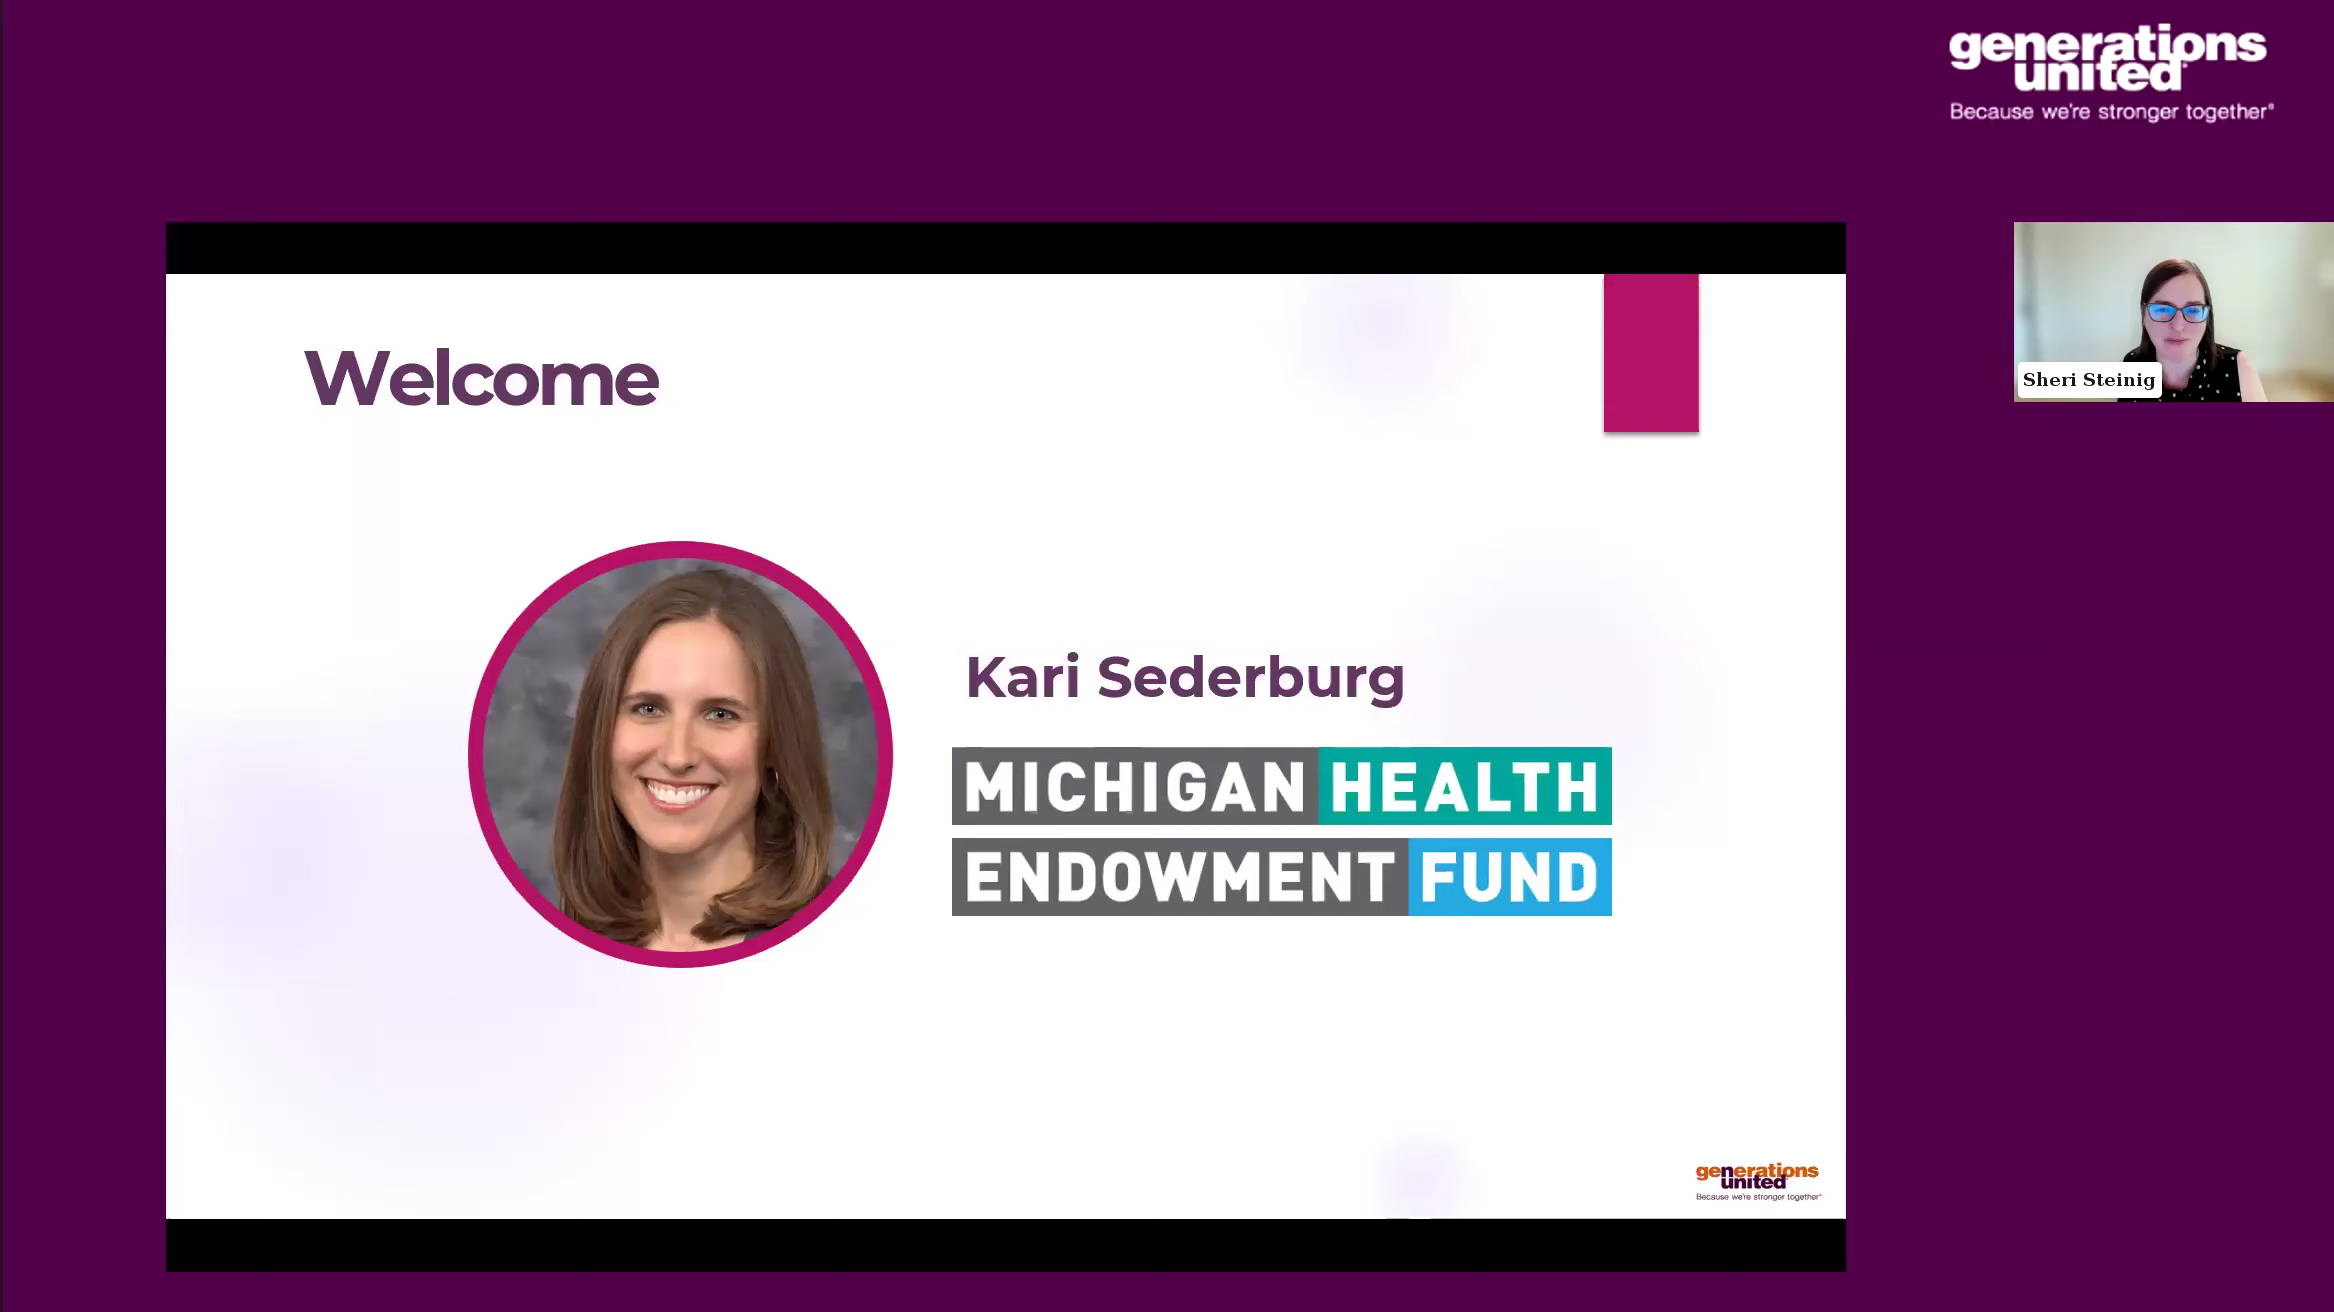 generations
united
Because we're stronger together®
Welcome
Sheri Steinig
Kari Sederburg
MICHIGAN HEALTH
ENDOWMENT FUND
generations
united
Because we're stronger together®